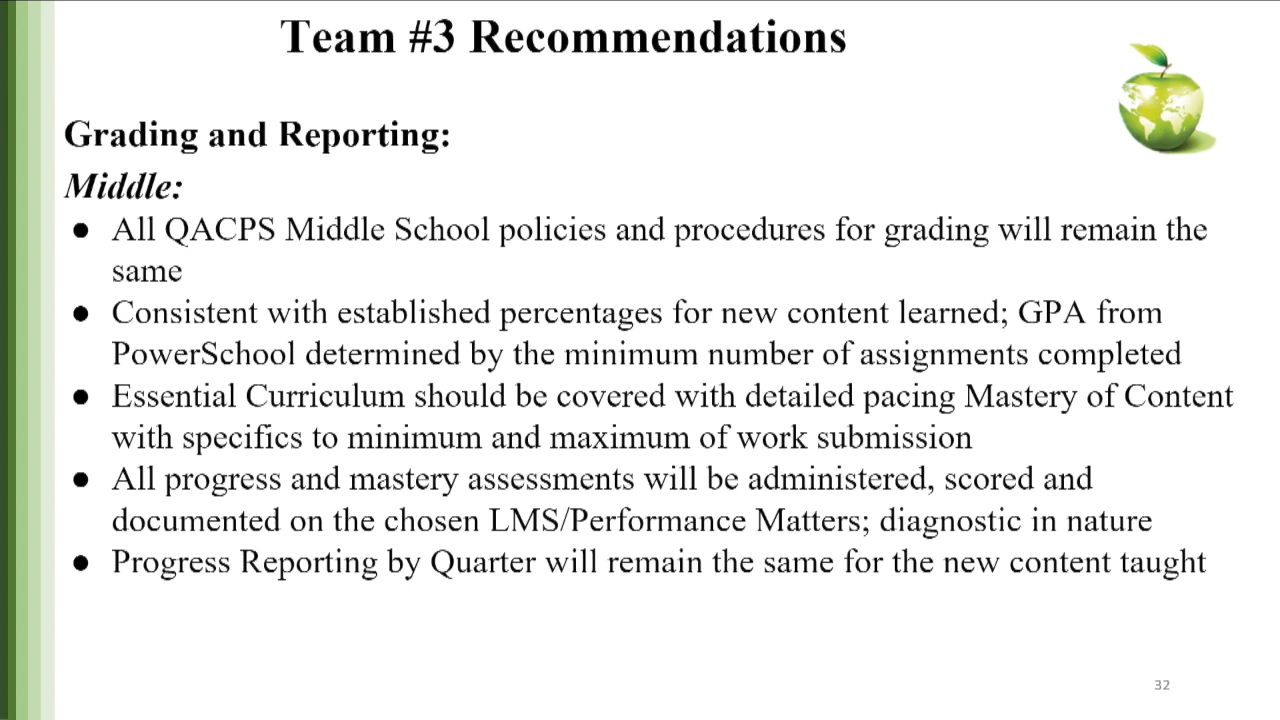 Team #3 Recommendations
Grading and Reporting:
Middle:
● All QACPS Middle School policies and procedures for grading will remain the
same
● Consistent with established percentages for new content learned; GPA from
PowerSchool determined by the minimum number of assignments completed
● Essential Curriculum should be covered with detailed pacing Mastery of Content
with specifics to minimum and maximum of work submission
● All progress and mastery assessments will be administered, scored and
documented on the chosen LMS/Performance Matters; diagnostic in nature
● Progress Reporting by Quarter will remain the same for the new content taught
32